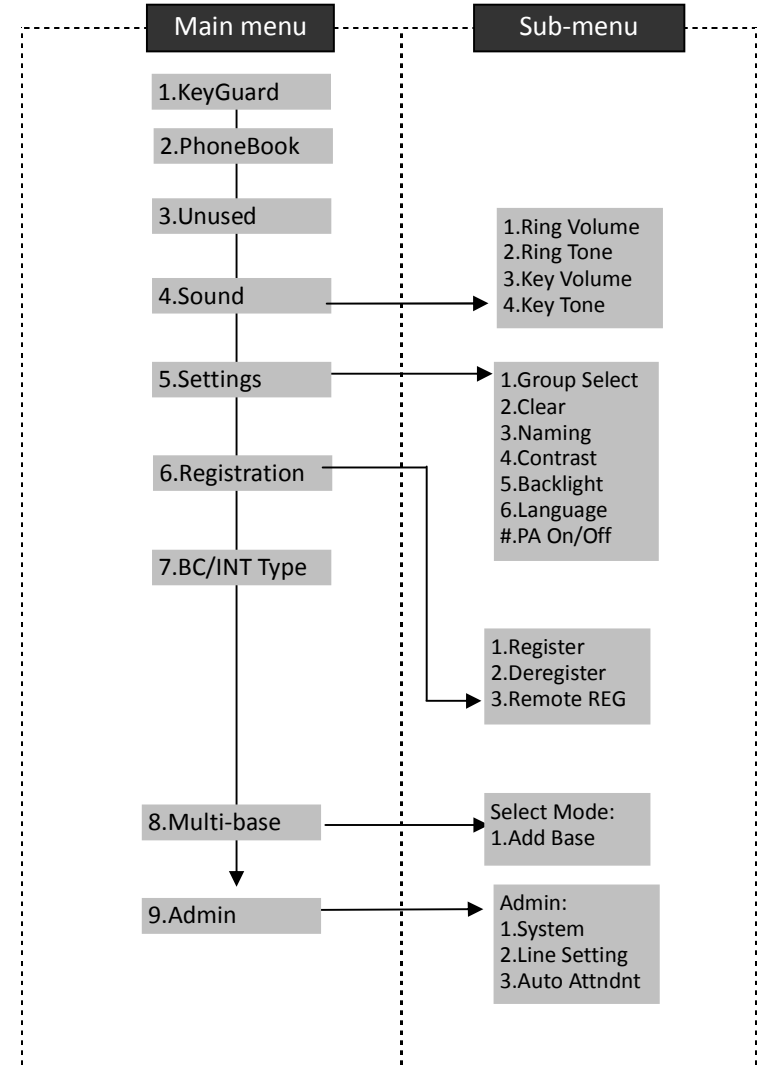 Main menu
Sub-menu
1.KeyGuard
2.PhoneBook
3.Unused
4.Sound
1.Ring Volume
2.Ring Tone
3.Key Volume
4.Key Tone
5.Settings
1.Group Select
2.Clear
3.Naming
4.Contrast
5.Backlight
6.Language
#.PA On/Off
6.Registration
1.Register
2.Deregister
3.Remote REG
7.BC/INT Type
8.Multi-base
Select Mode:
1.Add Base
9.Admin
Admin:
1.System
2.Line Setting
3.Auto Attndnt